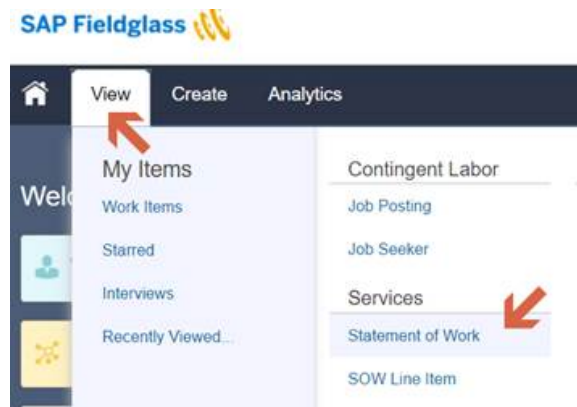 SAP Fieldglass
View Create Analytics
My Items
Work Items
Starred
Interviews
Recently Viewed...
Contingent Labor
Job Posting
Job Seeker
Services
Statement of Work
SOW Line Item
Welc